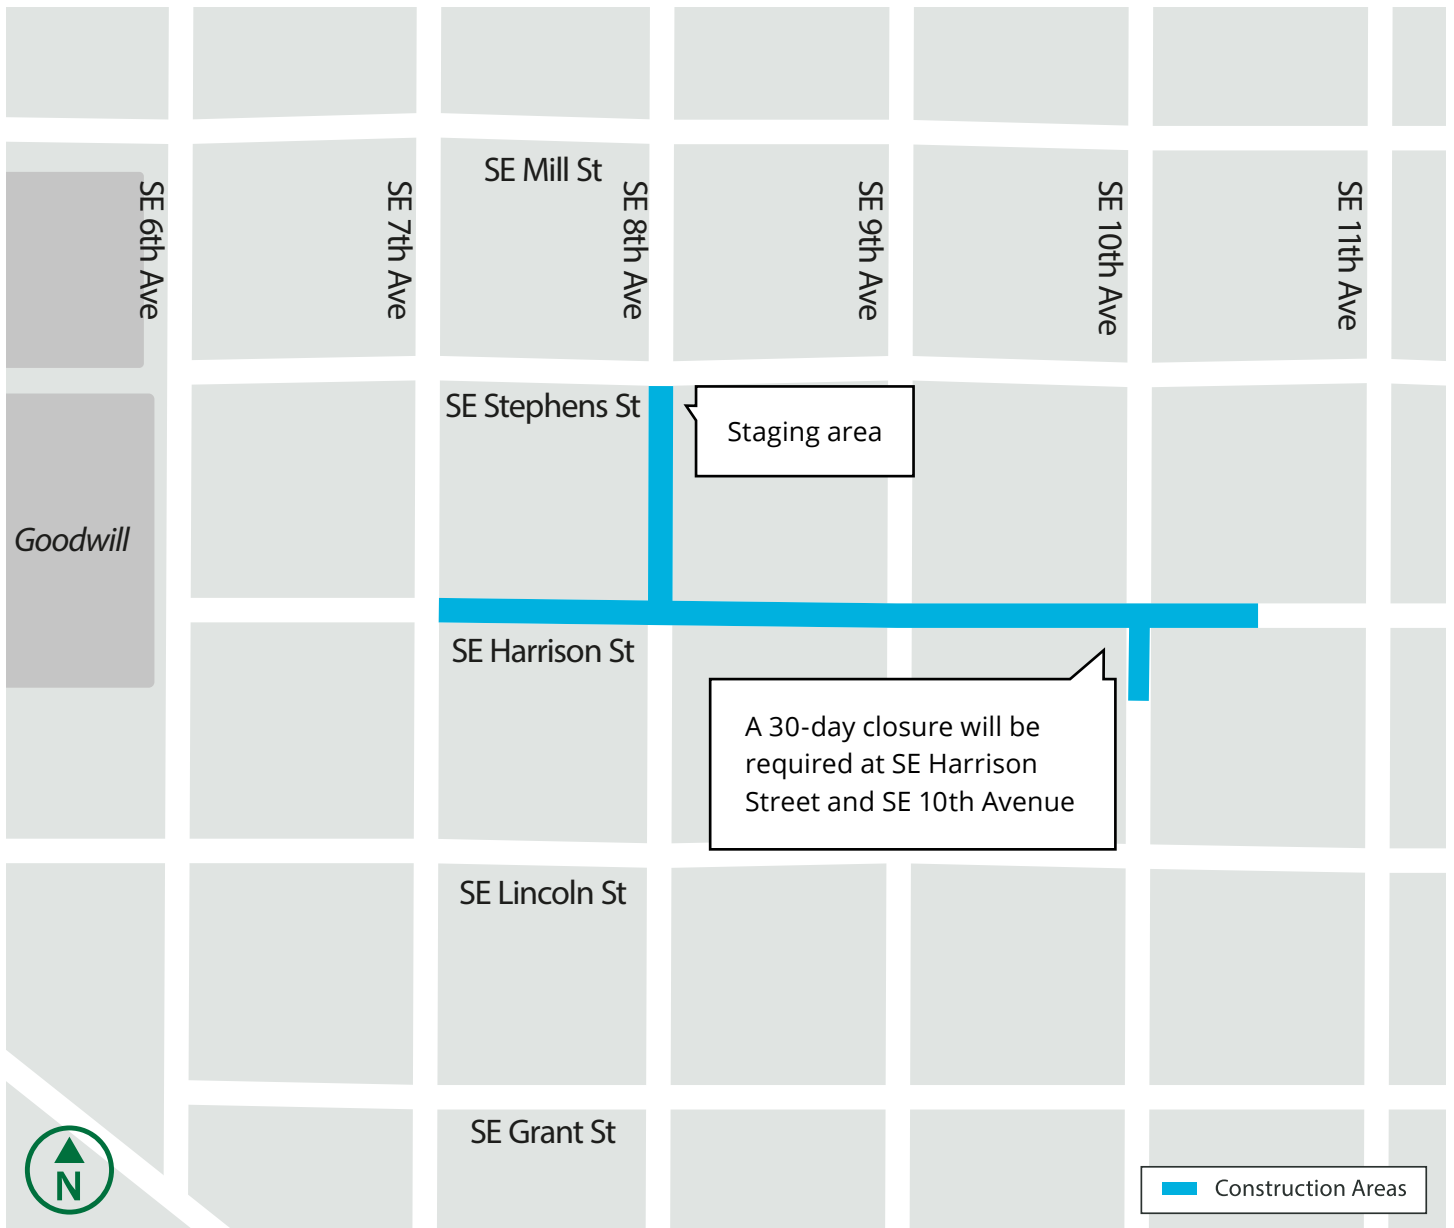 SE Mill St
SE 6th Ave
SE 7th Ave
SE 8th Ave
SE 9th Ave
SE 10th Ave
SE 11th Ave
SE Stephens St
Staging area
Goodwill
SE Harrison St
A 30-day closure will be
required at SE Harrison
Street and SE 10th Avenue
SE Lincoln St
SE Grant St
N
Construction Areas